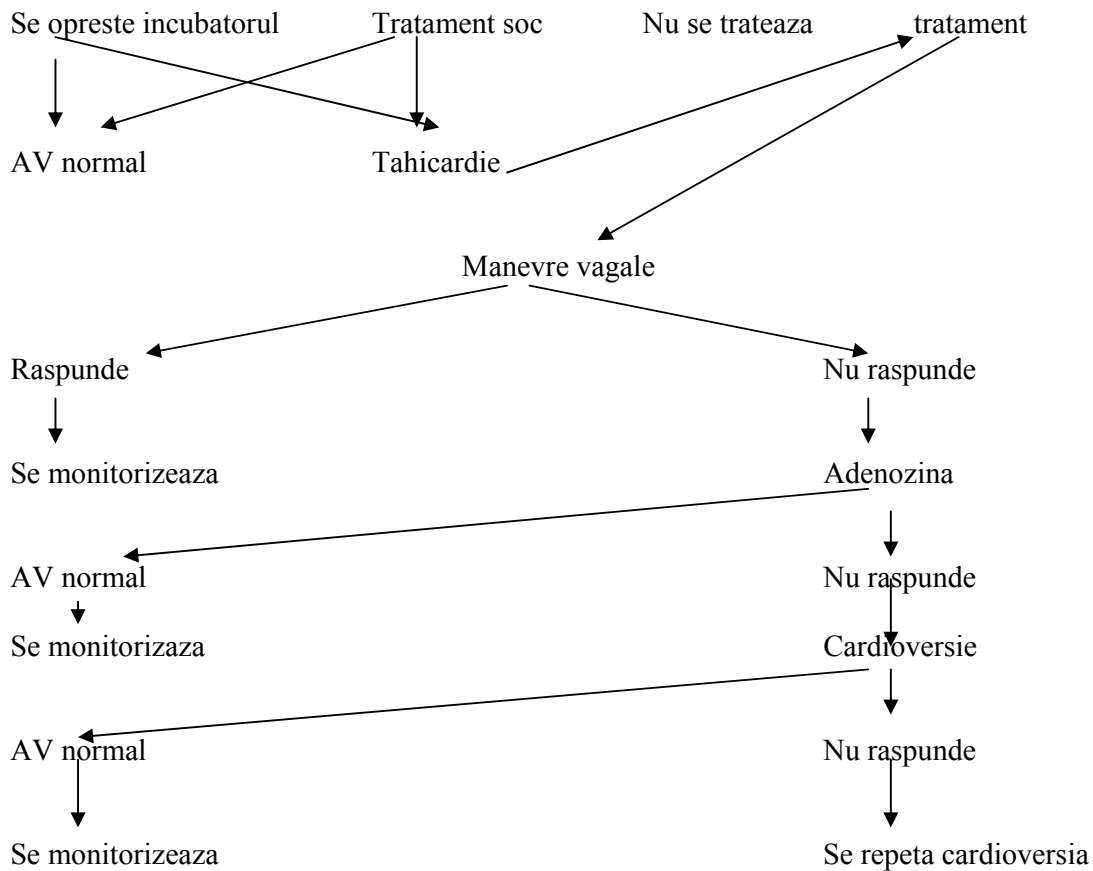 Se opreste incubatorul Tratament soc Nu se trateaza tratament
AV normal Tahicardie
Manevre vagale
Raspunde Nu raspunde
Se monitorizeaza Adenozina
AV normal Nu raspunde
Se monitorizaza Cardioversie
AV normal Nu raspunde
Se monitorizeaza Se repeta cardioversia